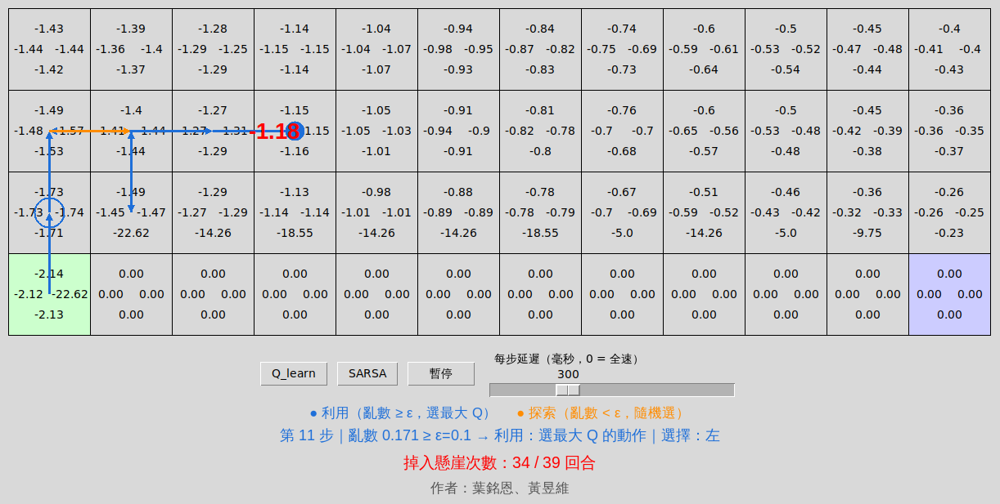 -1.43 -1.39 -1.28 -1.14 -1.04 -0.94 -0.84 -0.74 -0.6 -0.5 -0.45 -0.4
-1.44 -1.44 -1.36 -1.4 -1.29 -1.25 -1.15 -1.15 -1.04 -1.07 -0.98 -0.95 -0.87 -0.82 -0.75 -0.69 -0.59 -0.61 -0.53 -0.52 -0.47 -0.48 -0.41 -0.4
-1.42 -1.37 -1.29 -1.14 -1.07 -0.93 -0.83 -0.73 -0.64 -0.54 -0.44 -0.43
-1.49 -1.4 -1.27 -1.15 -1.05 -0.91 -0.81 -0.76 -0.6 -0.5 -0.45 -0.36
-1.48 -1.57 -1.41 -1.44 -1.27 -1.31 -1.18 1.15 -1.05 -1.03 -0.94 -0.9 -0.82 -0.78 -0.7 -0.7 -0.65 -0.56 -0.53 -0.48 -0.42 -0.39 -0.36 -0.35
-1.53 -1.44 -1.29 -1.16 -1.01 -0.91 -0.8 -0.68 -0.57 -0.48 -0.38 -0.37
-1.73 -1.49 -1.29 -1.13 -0.98 -0.88 -0.78 -0.67 -0.51 -0.46 -0.36 -0.26
-1.73 -1.74 -1.45 -1.47 -1.27 -1.29 -1.14 -1.14 -1.01 -1.01 -0.89 -0.89 -0.78 -0.79 -0.7 -0.69 -0.59 -0.52 -0.43 -0.42 -0.32 -0.33 -0.26 -0.25
-1.71 -22.62 -14.26 -18.55 -14.26 -14.26 -18.55 -5.0 -14.26 -5.0 -9.75 -0.23
-2.14 0.00 0.00 0.00 0.00 0.00 0.00 0.00 0.00 0.00 0.00 0.00
-2.12 -22.62 0.00 0.00 0.00 0.00 0.00 0.00 0.00 0.00 0.00 0.00 0.00 0.00 0.00 0.00 0.00 0.00 0.00 0.00 0.00 0.00 0.00 0.00
-2.13 0.00 0.00 0.00 0.00 0.00 0.00 0.00 0.00 0.00 0.00 0.00
每步延遲（毫秒，0 = 全速）
Q_learn SARSA 暫停 300
● 利用（亂數 ≥ ε，選最大 Q） ● 探索（亂數 < ε，隨機選）
第 11 步｜亂數 0.171 ≥ ε=0.1 → 利用：選最大 Q 的動作｜選擇：左
掉入懸崖次數：34 / 39 回合
作者：葉銘恩、黃昱維